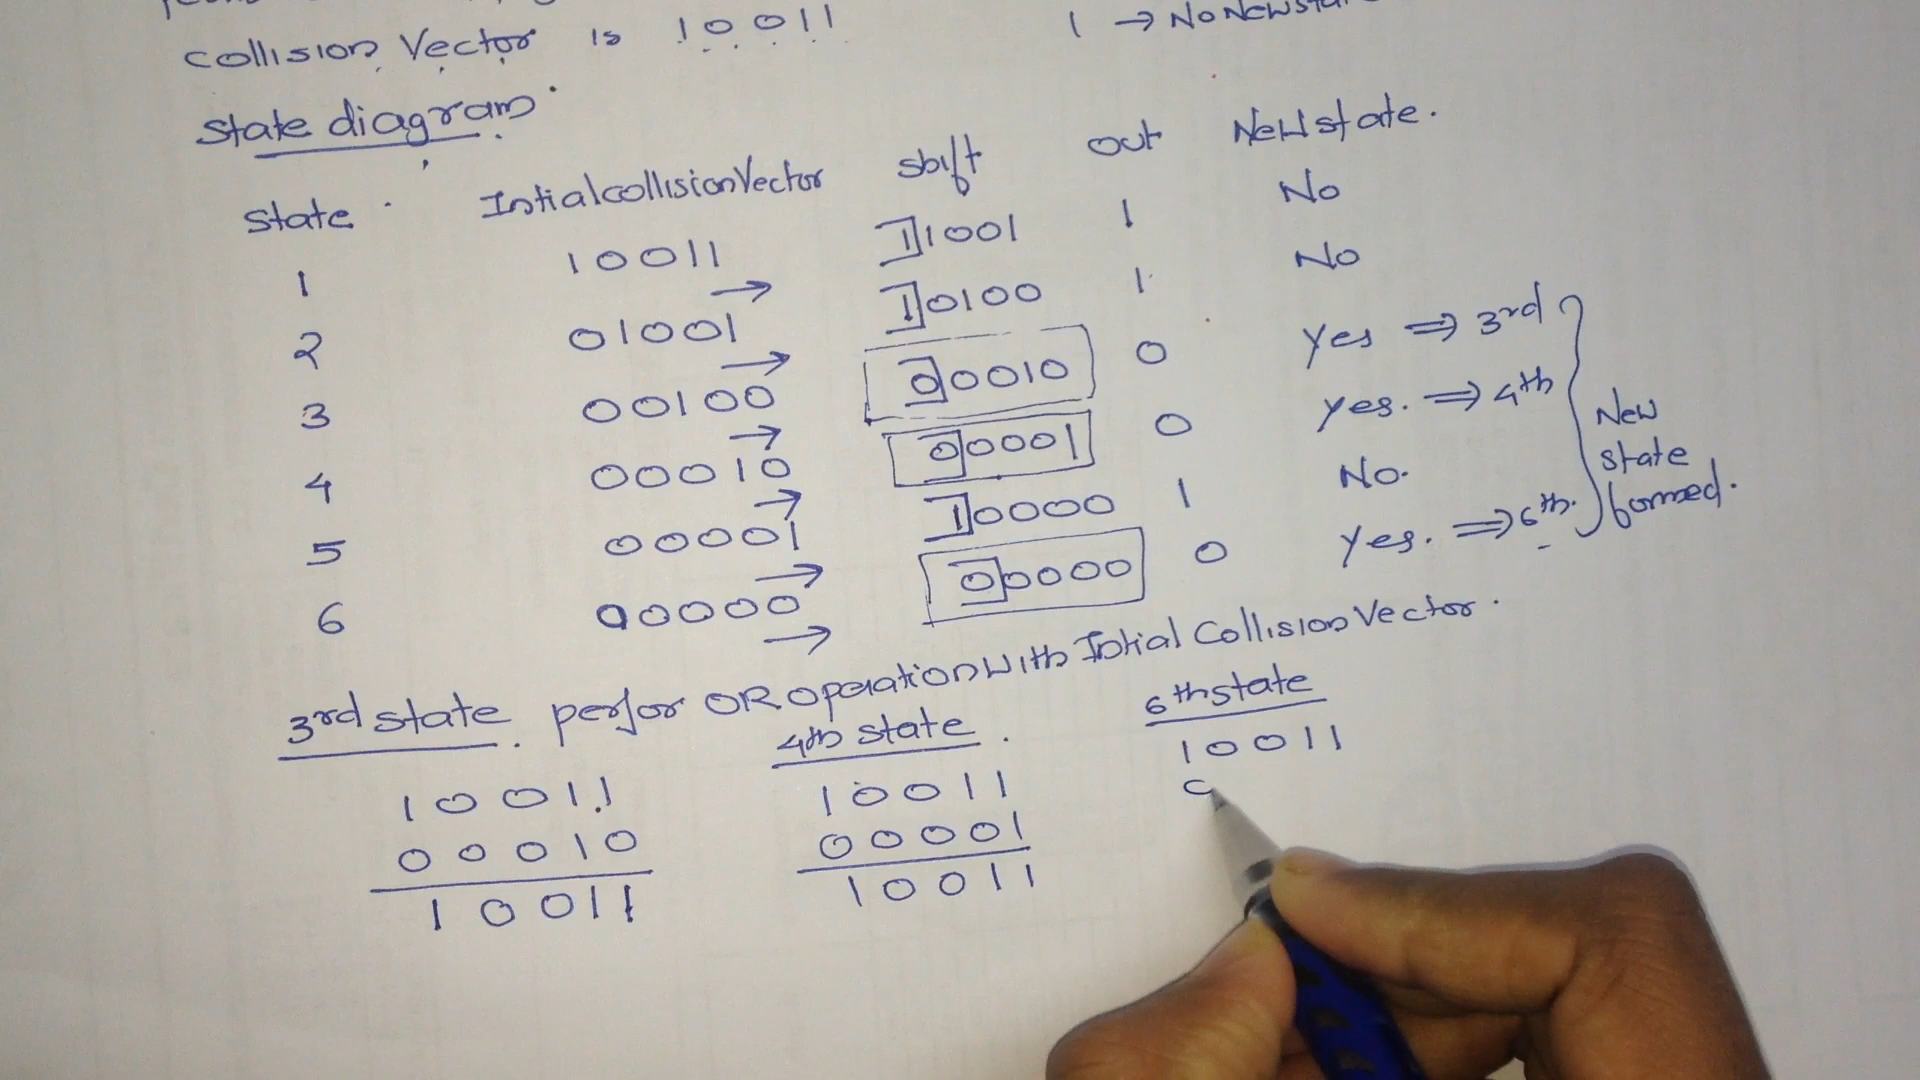 collision Vector is 10011 1 → No New
State diagram
State Intial collision Vector shift out New state.
1 10011 → 11001 1 No
2 01001 → 10100 1 No
3 00100 → 00010 0 Yes ⇒ 3rd
4 00010 → 00001 0 Yes. ⇒ 4th
5 00001 → 10000 1 No.
6 00000 → 00000 0 Yes. ⇒ 6th.
New
state
formed.
3rd state perfor OR operation with Intial Collision Vector.
4th state 6th state
10011 10011 10011
00010 00001
10011 10011